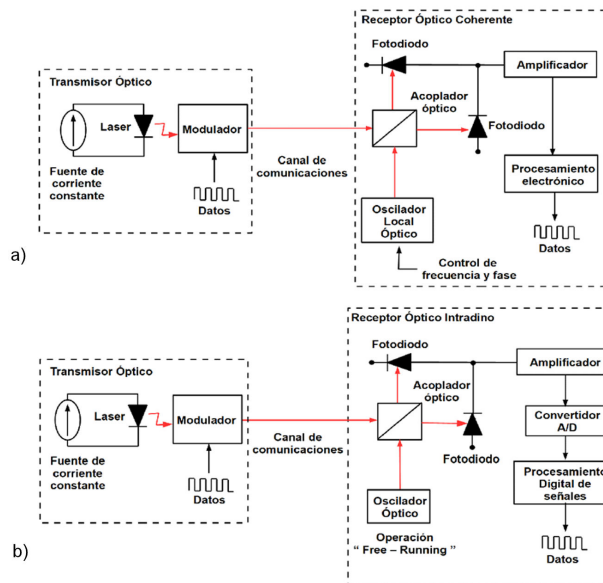 Receptor Óptico Coherente
Fotodiodo
Amplificador
Transmisor Óptico
Acoplador
óptico
Laser
Modulador
Fotodiodo
Canal de
comunicaciones
Fuente de
corriente
constante
Datos
Procesamiento
electrónico
Oscilador
Local
Óptico
Datos
Control de
frecuencia y fase
a)
Receptor Óptico Intradino
Fotodiodo
Amplificador
Transmisor Óptico
Acoplador
óptico
Laser
Modulador
Convertidor
A/D
Canal de
comunicaciones
Fotodiodo
Fuente de
corriente
constante
Datos
Procesamiento
Digital de
señales
Oscilador
Óptico
Operación
“ Free – Running ”
Datos
b)